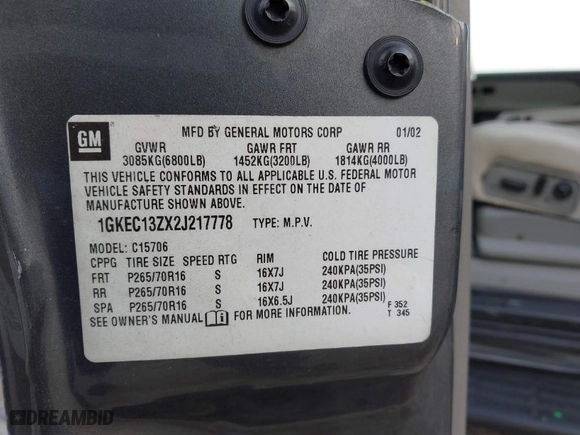 GM
MFD BY GENERAL MOTORS CORP 01/02
GVWR GAWR FRT GAWR RR
3085KG(6800LB) 1452KG(3200LB) 1814KG(4000LB)
THIS VEHICLE CONFORMS TO ALL APPLICABLE U.S. FEDERAL MOTOR
VEHICLE SAFETY STANDARDS IN EFFECT ON THE DATE OF
MANUFACTURE SHOWN ABOVE.
1GKEC13ZX2J217778 TYPE: M.P.V.
MODEL: C15706
CPPG TIRE SIZE SPEED RTG RIM COLD TIRE PRESSURE
FRT P265/70R16 S 16X7J 240KPA(35PSI)
RR P265/70R16 S 16X7J 240KPA(35PSI)
SPA P265/70R16 S 16X6.5J 240KPA(35PSI)
SEE OWNER'S MANUAL FOR MORE INFORMATION.
F 352
T 345
DREAMBID